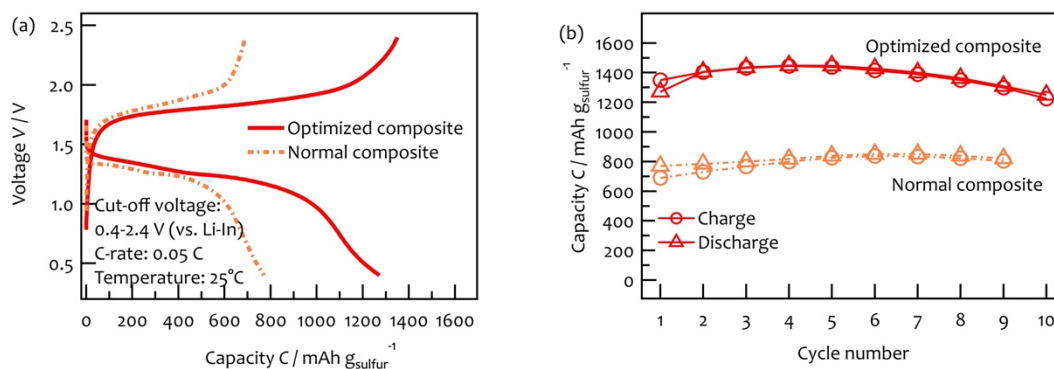 (a)
Voltage V / V
2.5
2.0
1.5
1.0
0.5
Optimized composite
Normal composite
Cut-off voltage:
0.4-2.4 V (vs. Li-In)
C-rate: 0.05 C
Temperature: 25°C
0 200 400 600 800 1000 1200 1400 1600
Capacity C / mAh gsulfur-1
(b)
Capacity C / mAh gsulfur-1
1600
1400
1200
1000
800
600
400
200
0
Optimized composite
Normal composite
Charge
Discharge
1 2 3 4 5 6 7 8 9 10
Cycle number